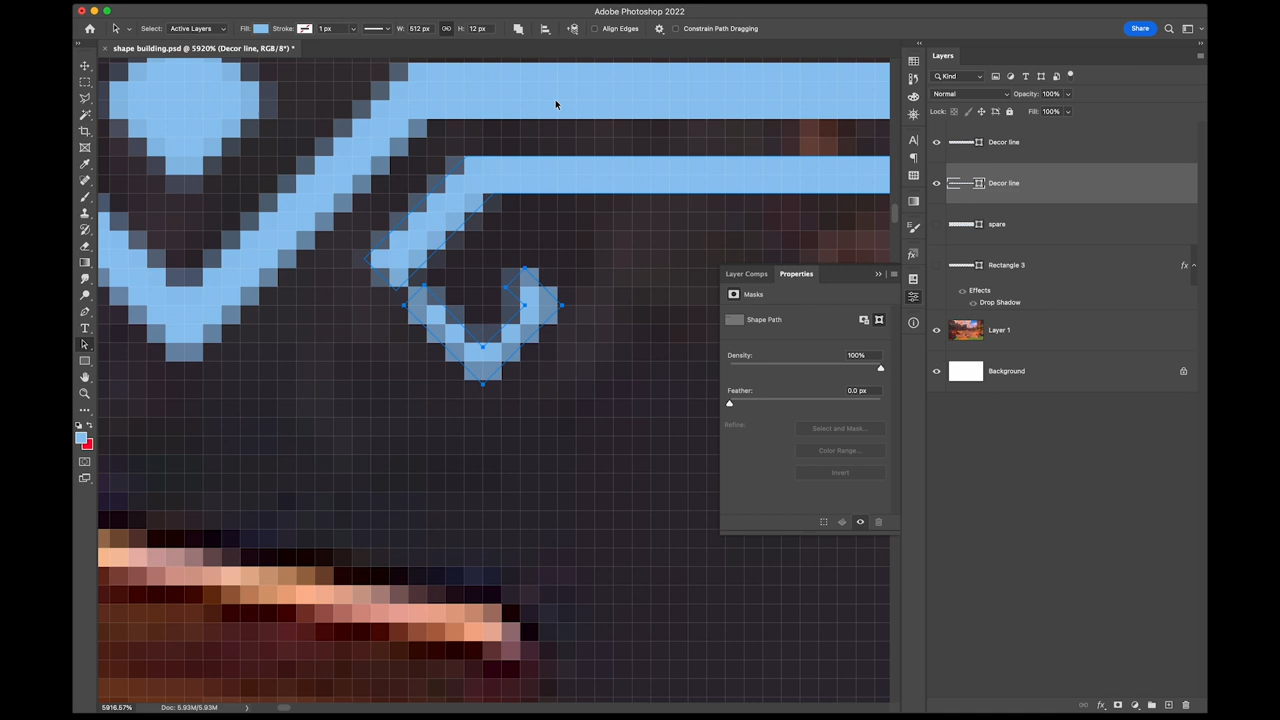 Adobe Photoshop 2022
Select: Active Layers Fill: Stroke: 1 px W: 512 px H: 12 px Align Edges Constrain Path Dragging Share
× shape building.psd @ 5920% (Decor line, RGB/8*) *
Layers
Kind
Normal Opacity: 100%
Lock: Fill: 100%
Decor line
Decor line
spare
Rectangle 3 fx
Effects
Drop Shadow
Layer 1
Background
Layer Comps Properties
Masks
Shape Path
Density: 100%
Feather: 0.0 px
Refine: Select and Mask...
Color Range...
Invert
5916.57% Doc: 5.93M/5.93M